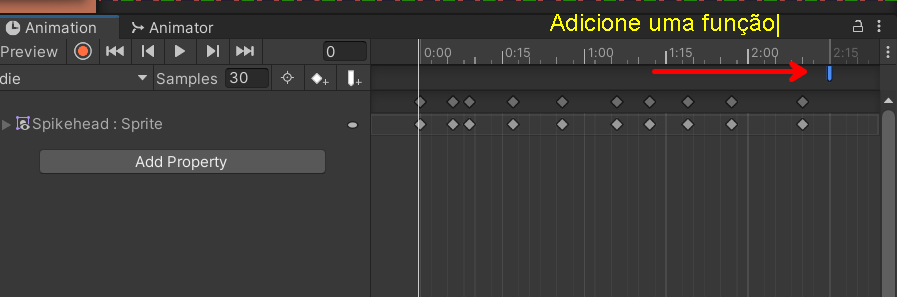 Animation
Animator
Adicione uma função
Preview
0
0:00
0:15
1:00
1:15
2:00
2:15
die
Samples
30
Spikehead : Sprite
Add Property